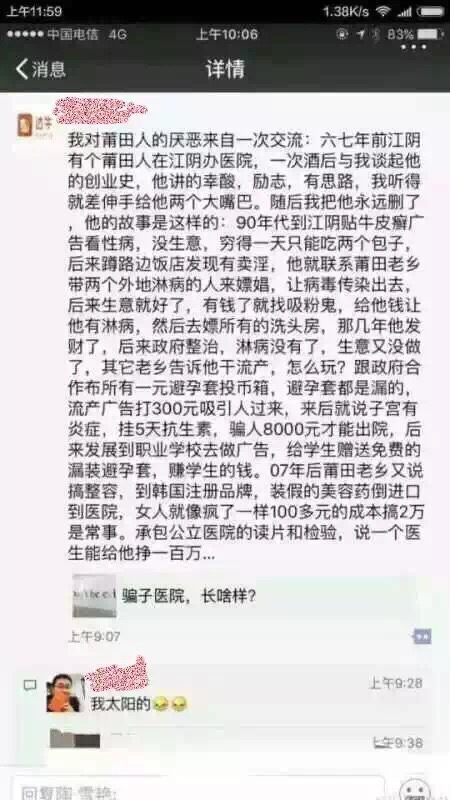 上午11:59 1.38K/s
中国电信 4G 上午10:06 83%
消息 详情
我对莆田人的厌恶来自一次交流：六七年前江阴
有个莆田人在江阴办医院，一次酒后与我谈起他
的创业史，他讲的幸酸，励志，有思路，我听得
就差伸手给他两个大嘴巴。随后我把他永远删了
，他的故事是这样的：90年代到江阴贴牛皮癣广
告看性病，没生意，穷得一天只能吃两个包子，
后来蹲路边饭店发现有卖淫，他就联系莆田老乡
带两个外地淋病的人来嫖娼，让病毒传染出去，
后来生意就好了，有钱了就找吸粉鬼，给他钱让
他有淋病，然后去嫖所有的洗头房，那几年他发
财了，后来政府整治，淋病没有了，生意又没做
了，其它老乡告诉他干流产，怎么玩？跟政府合
作布所有一元避孕套投币箱，避孕套都是漏的，
流产广告打300元吸引人过来，来后就说子宫有
炎症，挂5天抗生素，骗人8000元才能出院，后
来发展到职业学校去做广告，给学生赠送免费的
漏装避孕套，赚学生的钱。07年后莆田老乡又说
搞整容，到韩国注册品牌，装假的美容药倒进口
到医院，女人就像疯了一样100多元的成本搞2万
是常事。承包公立医院的读片和检验，说一个医
生能给他挣一百万...
骗子医院，长啥样？
上午9:07
上午9:28
我太阳的
上午9:38